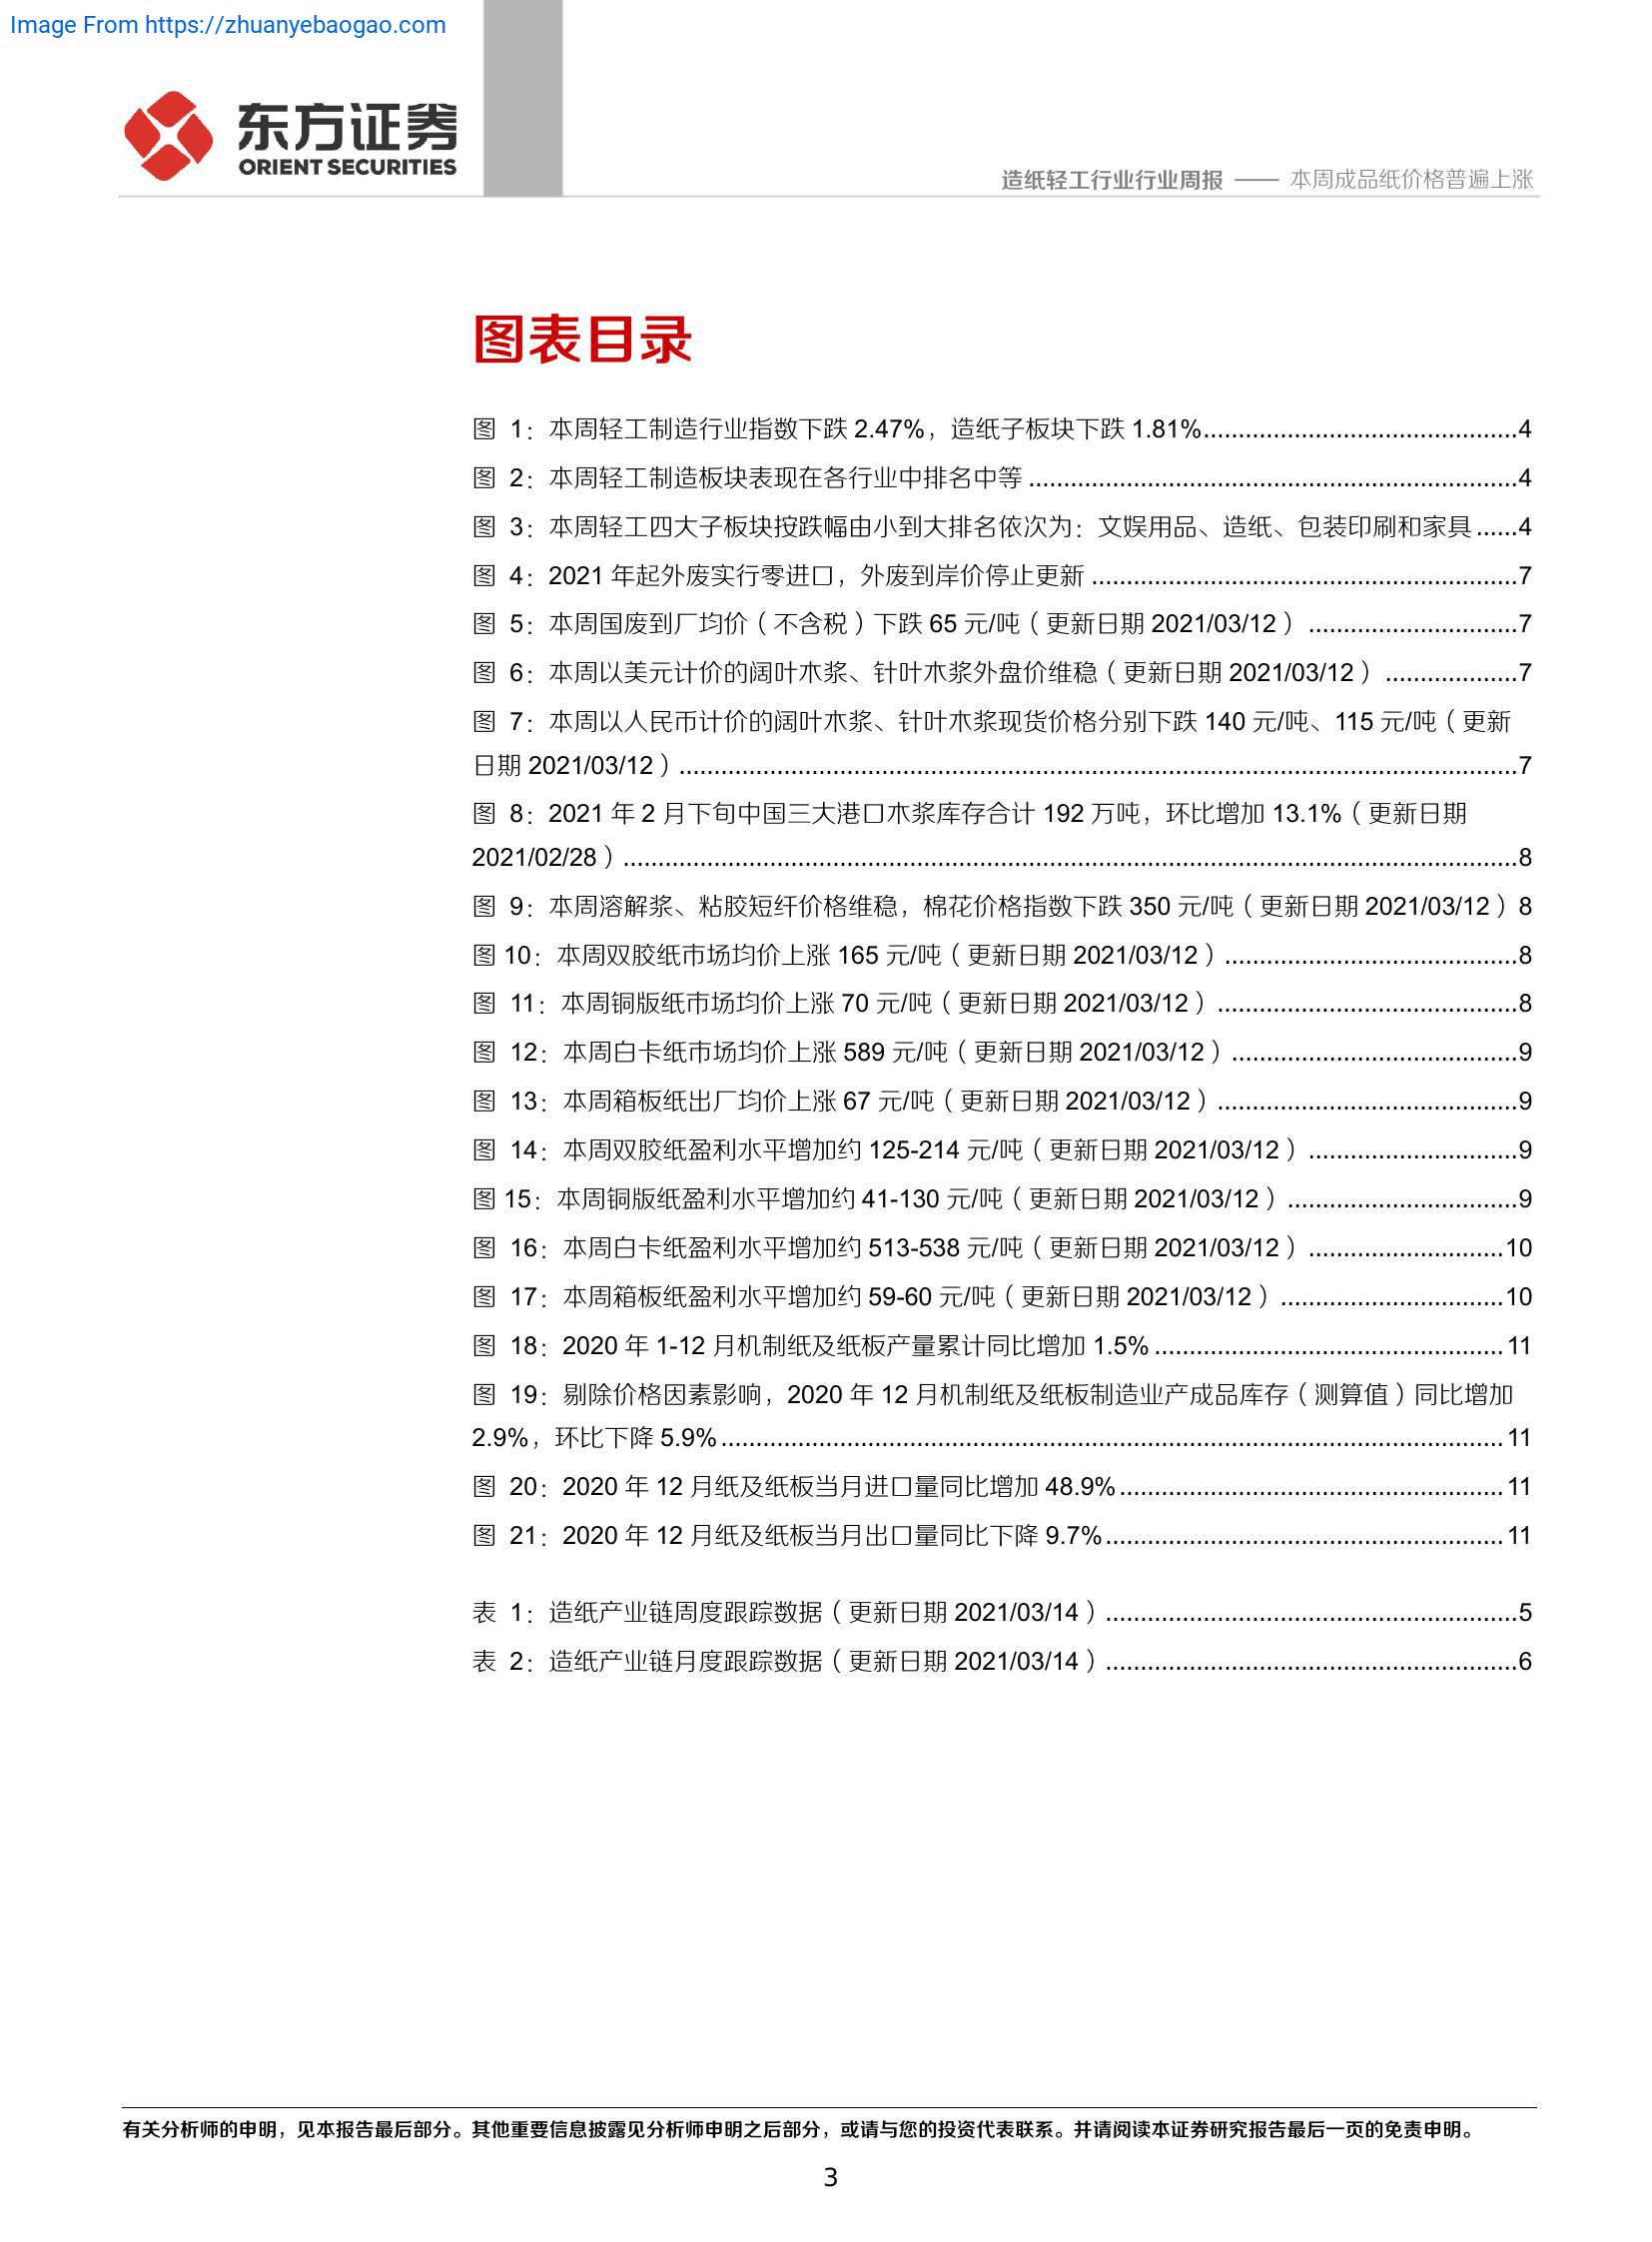 Image From https://zhuanyebaogao.com
东方证券
ORIENT SECURITIES
造纸轻工行业行业周报 —— 本周成品纸价格普遍上涨
图表目录
图 1：本周轻工制造行业指数下跌 2.47%，造纸子板块下跌 1.81%.............................................4
图 2：本周轻工制造板块表现在各行业中排名中等 ......................................................................4
图 3：本周轻工四大子板块按跌幅由小到大排名依次为：文娱用品、造纸、包装印刷和家具 ......4
图 4：2021 年起外废实行零进口，外废到岸价停止更新 .............................................................7
图 5：本周国废到厂均价（不含税）下跌 65 元/吨（更新日期 2021/03/12） ..............................7
图 6：本周以美元计价的阔叶木浆、针叶木浆外盘价维稳（更新日期 2021/03/12） ...................7
图 7：本周以人民币计价的阔叶木浆、针叶木浆现货价格分别下跌 140 元/吨、115 元/吨（更新
日期 2021/03/12）........................................................................................................................7
图 8：2021 年 2 月下旬中国三大港口木浆库存合计 192 万吨，环比增加 13.1%（更新日期
2021/02/28）................................................................................................................................8
图 9：本周溶解浆、粘胶短纤价格维稳，棉花价格指数下跌 350 元/吨（更新日期 2021/03/12）8
图 10：本周双胶纸市场均价上涨 165 元/吨（更新日期 2021/03/12）..........................................8
图 11：本周铜版纸市场均价上涨 70 元/吨（更新日期 2021/03/12） ...........................................8
图 12：本周白卡纸市场均价上涨 589 元/吨（更新日期 2021/03/12） .........................................9
图 13：本周箱板纸出厂均价上涨 67 元/吨（更新日期 2021/03/12）...........................................9
图 14：本周双胶纸盈利水平增加约 125-214 元/吨（更新日期 2021/03/12） ..............................9
图 15：本周铜版纸盈利水平增加约 41-130 元/吨（更新日期 2021/03/12） .................................9
图 16：本周白卡纸盈利水平增加约 513-538 元/吨（更新日期 2021/03/12） ............................10
图 17：本周箱板纸盈利水平增加约 59-60 元/吨（更新日期 2021/03/12） ................................10
图 18：2020 年 1-12 月机制纸及纸板产量累计同比增加 1.5% ..................................................11
图 19：剔除价格因素影响，2020 年 12 月机制纸及纸板制造业产成品库存（测算值）同比增加
2.9%，环比下降 5.9%................................................................................................................11
图 20：2020 年 12 月纸及纸板当月进口量同比增加 48.9%.......................................................11
图 21：2020 年 12 月纸及纸板当月出口量同比下降 9.7%.........................................................11
表 1：造纸产业链周度跟踪数据（更新日期 2021/03/14）...........................................................5
表 2：造纸产业链月度跟踪数据（更新日期 2021/03/14）...........................................................6
有关分析师的申明，见本报告最后部分。其他重要信息披露见分析师申明之后部分，或请与您的投资代表联系。并请阅读本证券研究报告最后一页的免责申明。
3